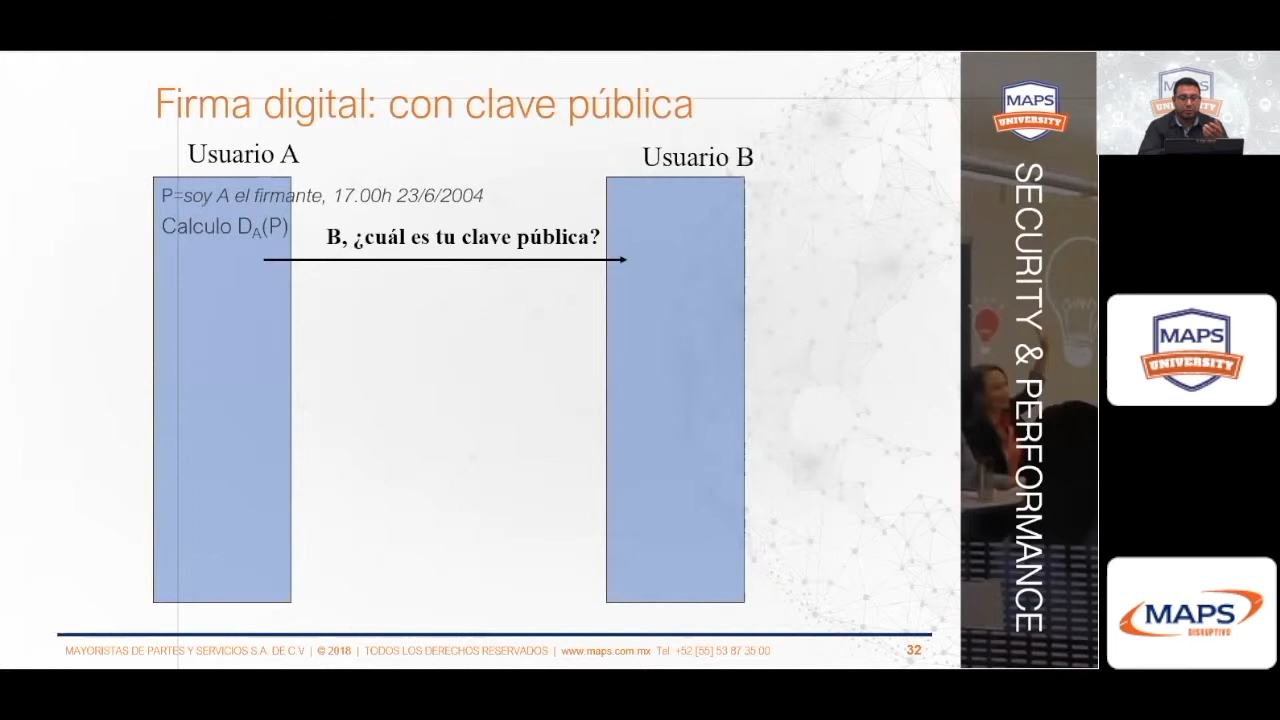 Firma digital: con clave pública
Usuario A
Usuario B
P=soy A el firmante, 17.00h 23/6/2004
Calculo DA(P)
B, ¿cuál es tu clave pública?
MAYORISTAS DE PARTES Y SERVICIOS S.A. DE C.V | @ 2018 | TODOS LOS DERECHOS RESERVADOS | www.maps.com.mx Tel +52 [55] 53 87 35 00
32
MAPS
UNIVERSITY
SECURITY & PERFORMANCE
MAPS
MAPS
UNIVERSITY
MAPS
DISRUPTIVO